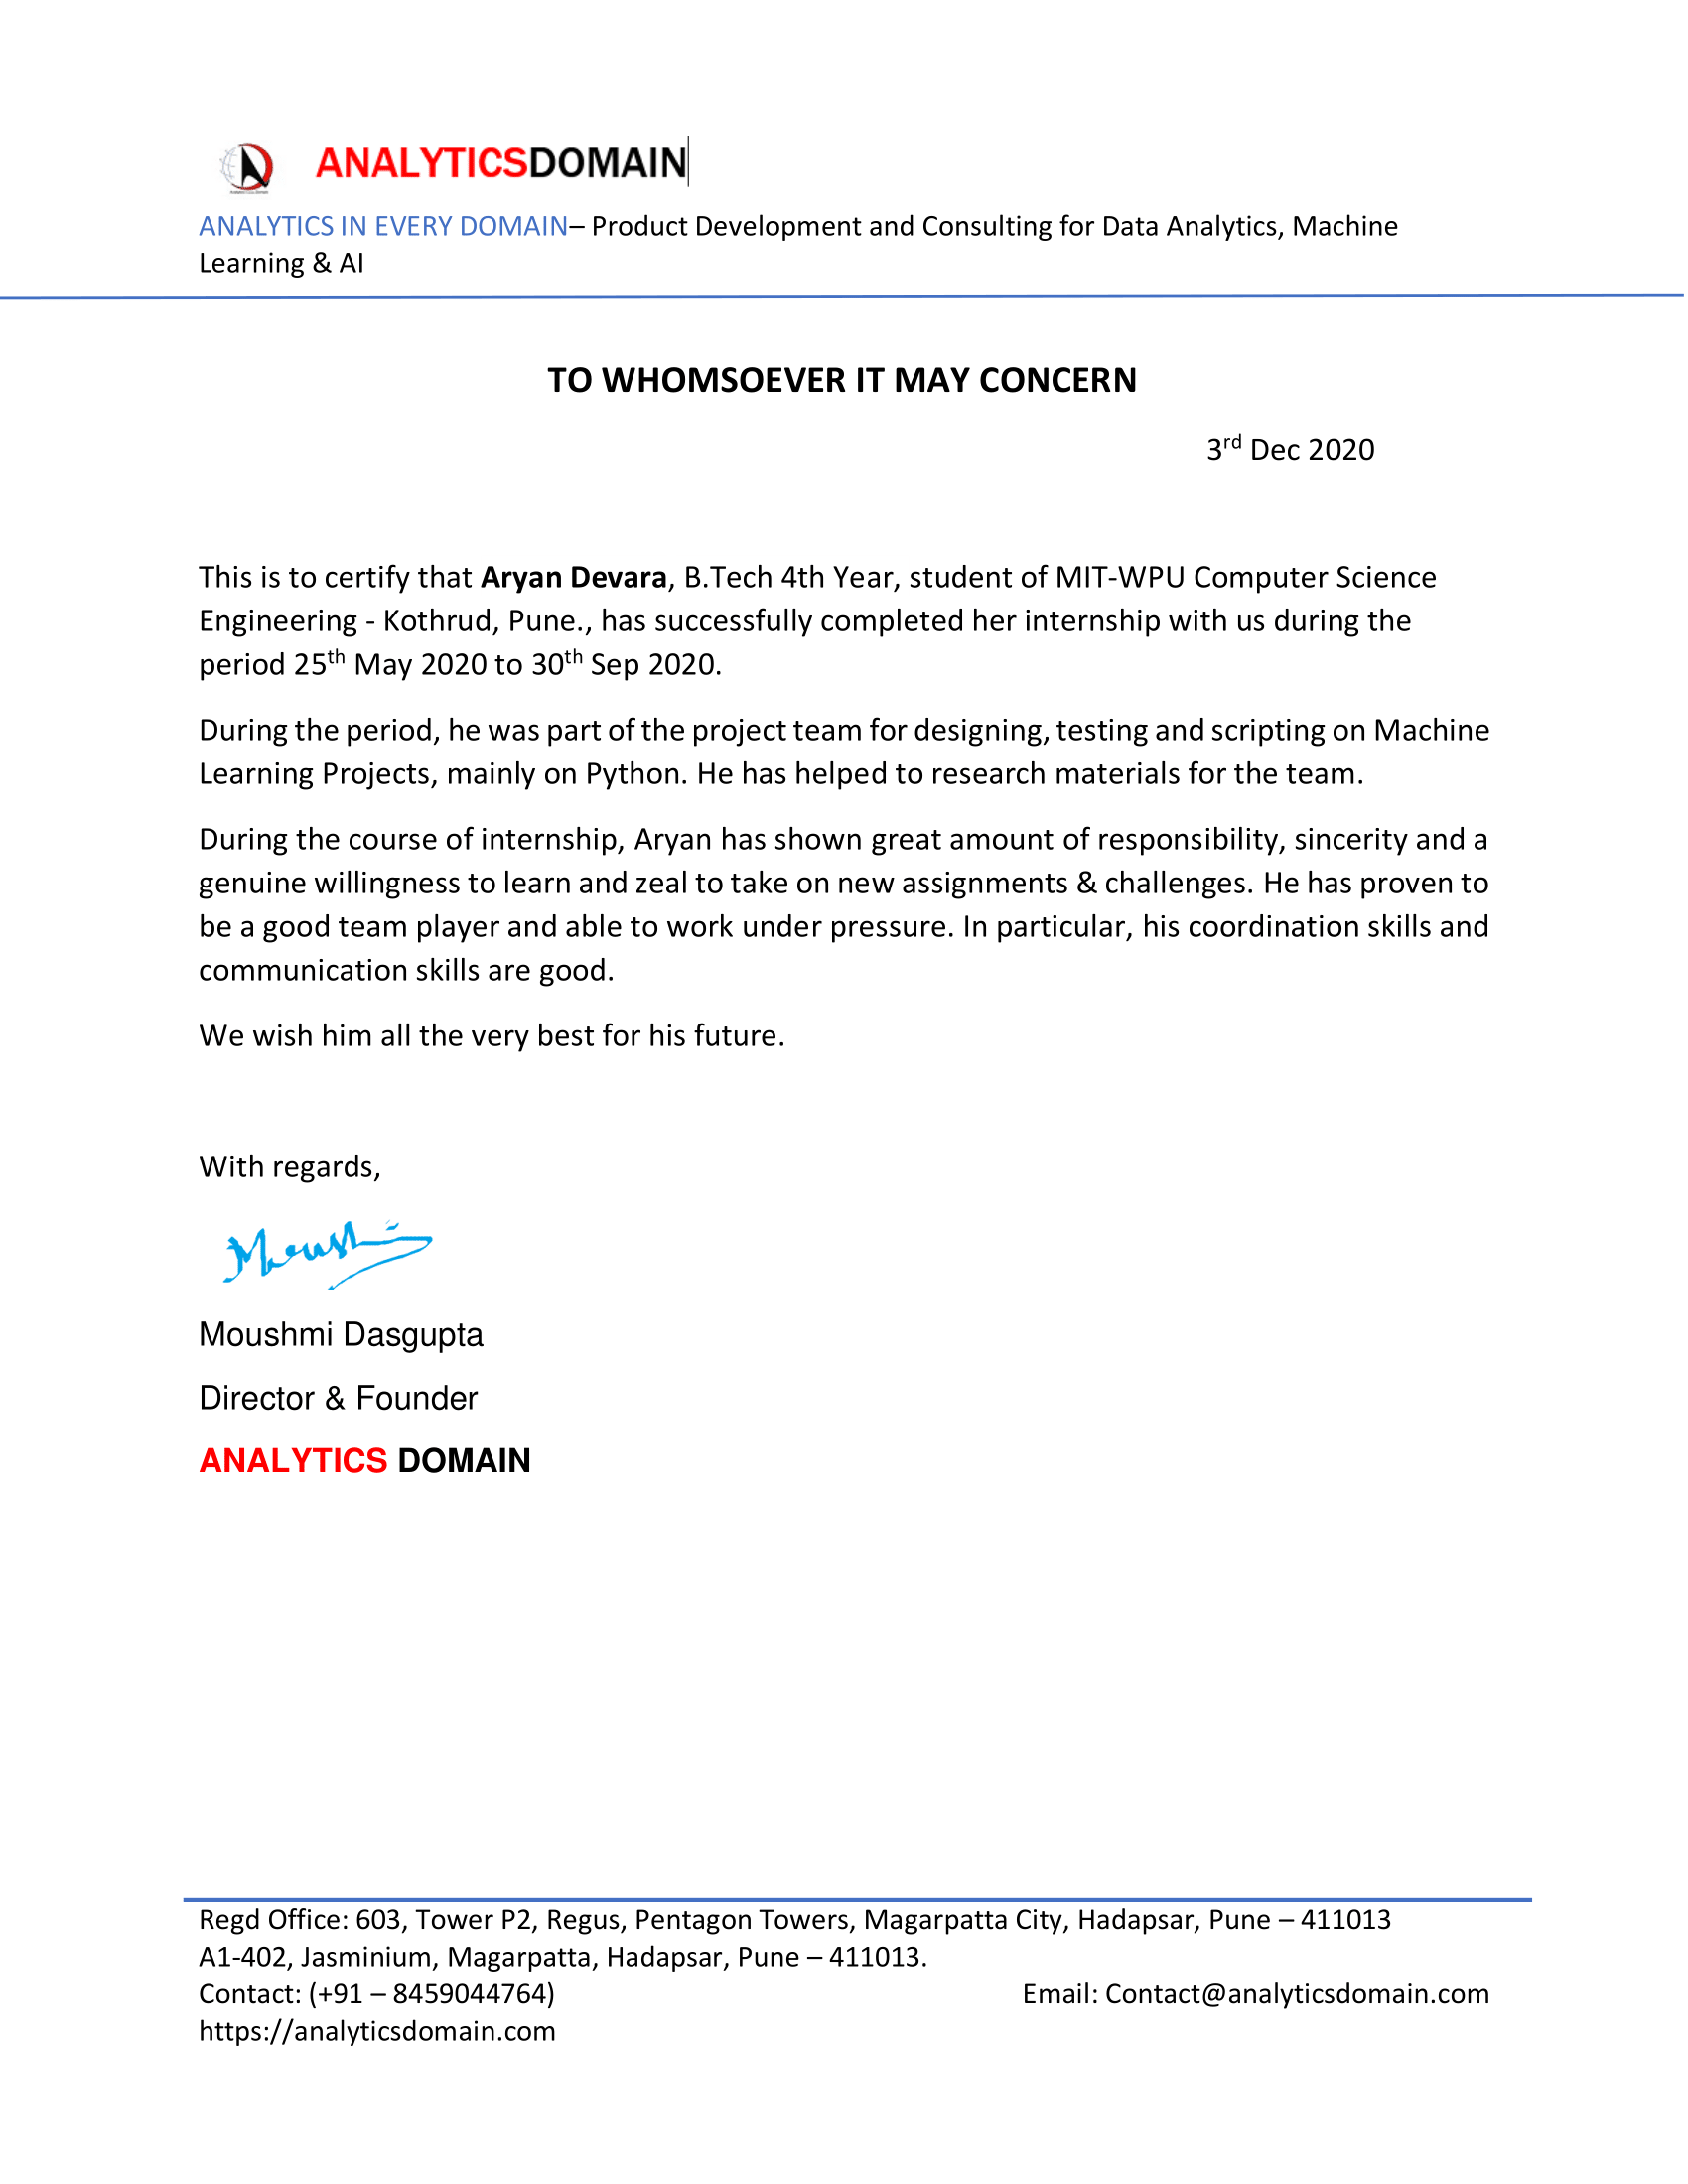 ANALYTICSDOMAIN
ANALYTICS IN EVERY DOMAIN– Product Development and Consulting for Data Analytics, Machine
Learning & AI
TO WHOMSOEVER IT MAY CONCERN
3rd Dec 2020
This is to certify that Aryan Devara, B.Tech 4th Year, student of MIT-WPU Computer Science
Engineering - Kothrud, Pune., has successfully completed her internship with us during the
period 25th May 2020 to 30th Sep 2020.
During the period, he was part of the project team for designing, testing and scripting on Machine
Learning Projects, mainly on Python. He has helped to research materials for the team.
During the course of internship, Aryan has shown great amount of responsibility, sincerity and a
genuine willingness to learn and zeal to take on new assignments & challenges. He has proven to
be a good team player and able to work under pressure. In particular, his coordination skills and
communication skills are good.
We wish him all the very best for his future.
With regards,
Moushmi Dasgupta
Director & Founder
ANALYTICS DOMAIN
Regd Office: 603, Tower P2, Regus, Pentagon Towers, Magarpatta City, Hadapsar, Pune – 411013
A1-402, Jasminium, Magarpatta, Hadapsar, Pune – 411013.
Contact: (+91 – 8459044764) Email: Contact@analyticsdomain.com
https://analyticsdomain.com